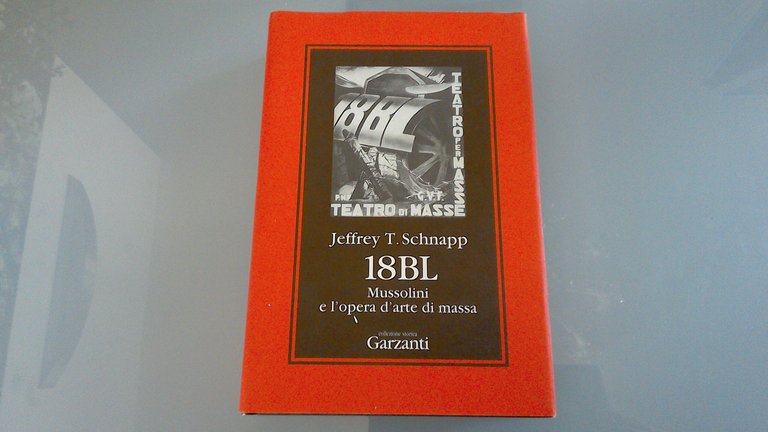 18BL
TEATRO PER MASSE
P.N.F. G.V.F.
TEATRO DI MASSE
Jeffrey T. Schnapp
18BL
Mussolini
e l'opera d'arte di massa
collezione storica
Garzanti